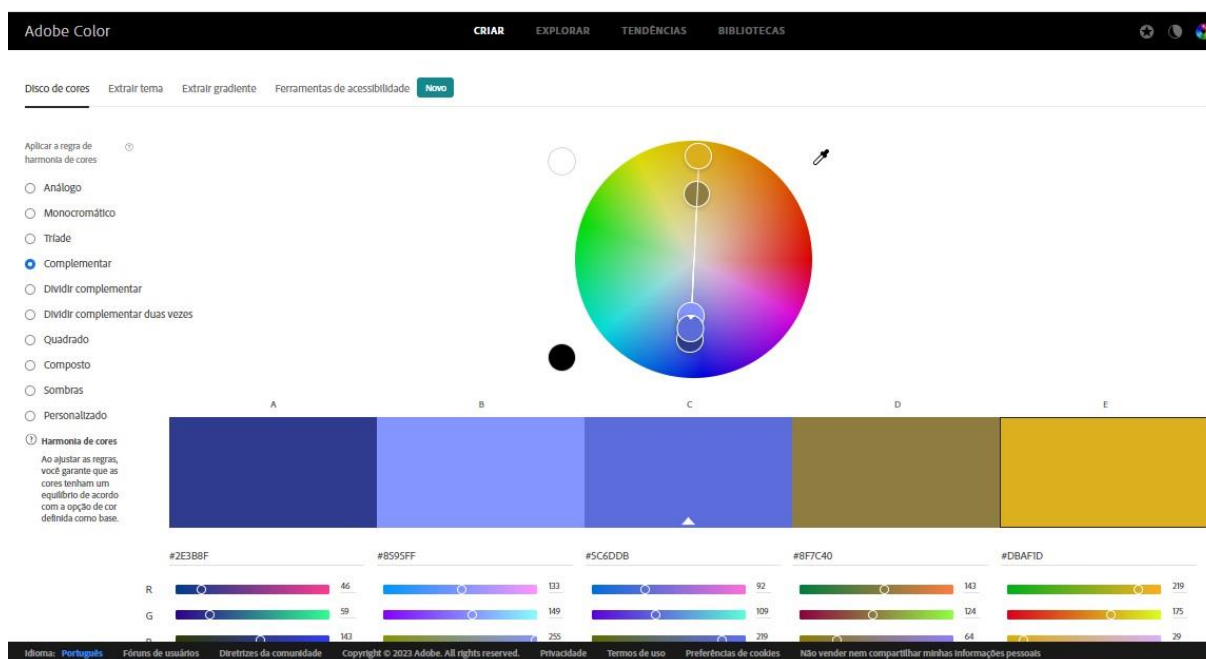 Adobe Color CRIAR EXPLORAR TENDÊNCIAS BIBLIOTECAS
Disco de cores Extrair tema Extrair gradiente Ferramentas de acessibilidade Novo
Aplicar a regra de
harmonia de cores
Análogo
Monocromático
Tríade
Complementar
Dividir complementar
Dividir complementar duas vezes
Quadrado
Composto
Sombras
Personalizado
Harmonia de cores
Ao ajustar as regras,
você garante que as
cores tenham um
equilíbrio de acordo
com a opção de cor
definida como base.
A B C D E
#2E3B8F #8595FF #5C6DDB #8F7C40 #DBAF1D
R 46 133 92 143 219
G 59 149 109 124 175
B 143 255 219 64 29
Idioma: Português Fóruns de usuários Diretrizes da comunidade Copyright © 2023 Adobe. All rights reserved. Privacidade Termos de uso Preferências de cookies Não vender nem compartilhar minhas informações pessoais